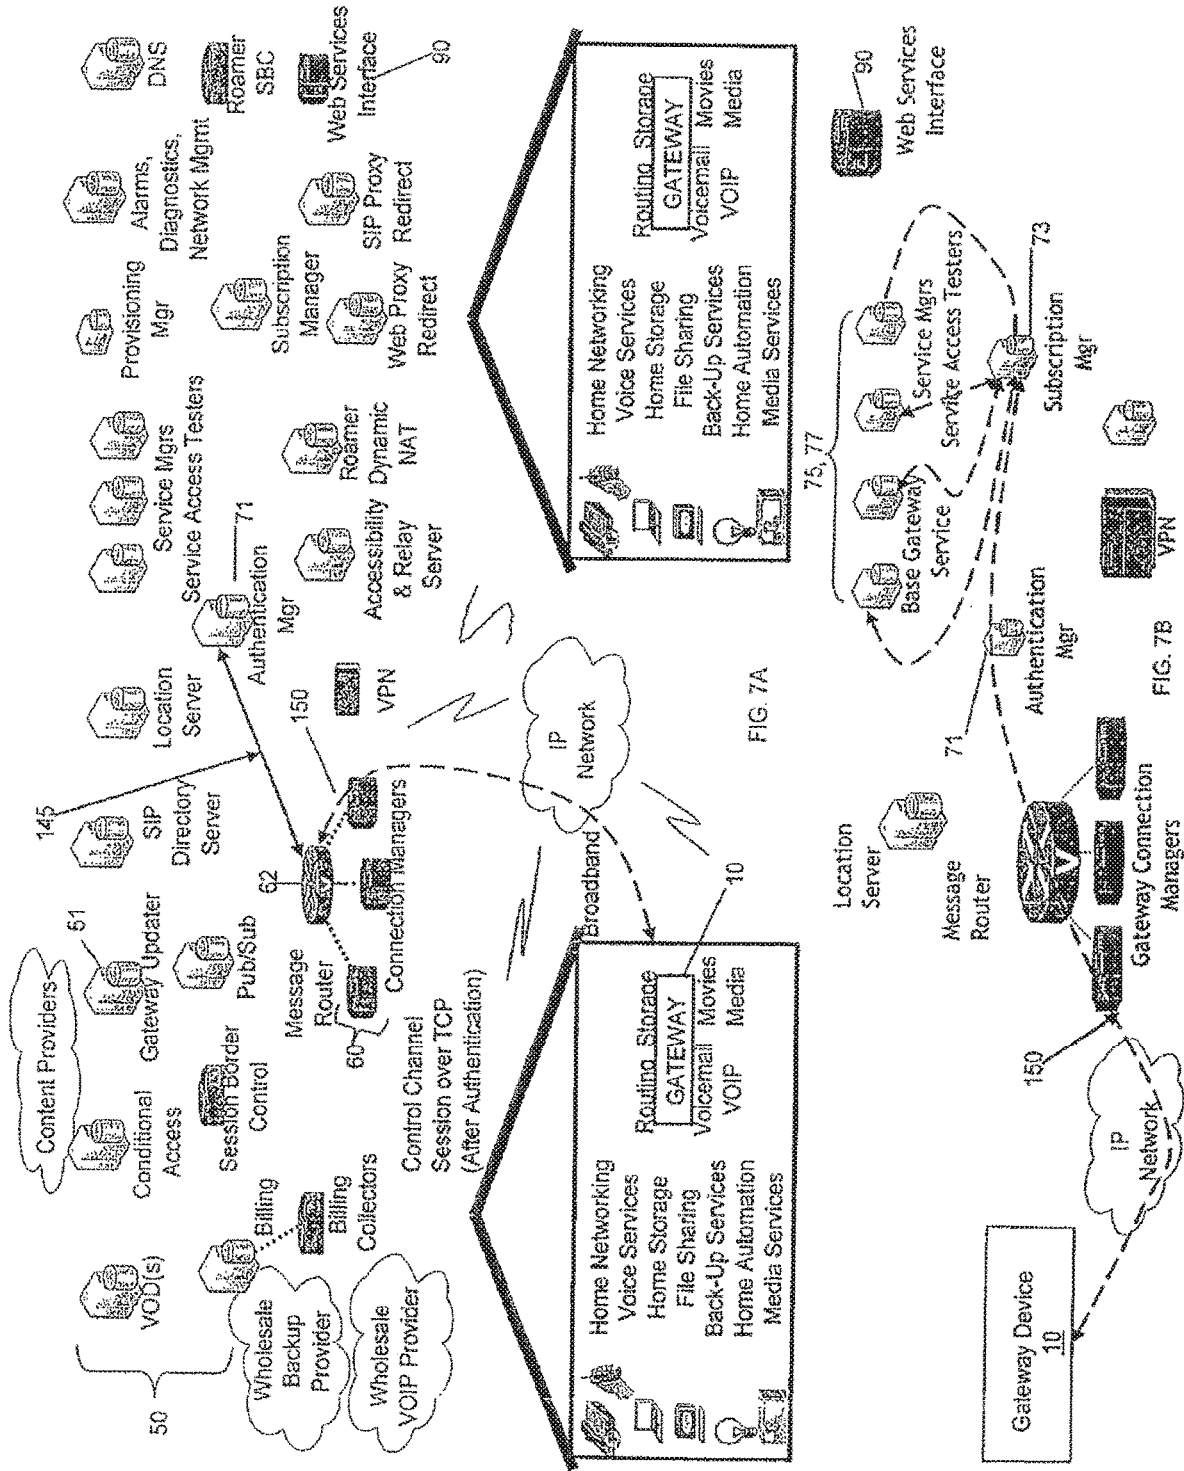 Content Providers
VOD(s)
Conditional
Access
51
Gateway Updater
145
SIP
Directory
Server
Location
Server
Service Mgrs
Service Access Testers
Provisioning
Mgr
Alarms,
Diagnostics,
Network Mgmt
DNS
50
Billing
Session Border
Control
Pub/Sub
Authentication
Mgr
71
Subscription
Manager
Roamer
SBC
Wholesale
Backup
Provider
Billing
Collectors
Message
Router
62
60
Connection Managers
150
VPN
Accessibility
& Relay
Server
Roamer
Dynamic
NAT
Web Proxy
Redirect
SIP Proxy
Redirect
Web Services
Interface
90
Wholesale
VOIP Provider
Control Channel
Session over TCP
(After Authentication)
Broadband
IP
Network
10
Home Networking
Voice Services
Home Storage
File Sharing
Back-Up Services
Home Automation
Media Services
Routing Storage
GATEWAY
Voicemail Movies
VOIP Media
Home Networking
Voice Services
Home Storage
File Sharing
Back-Up Services
Home Automation
Media Services
Routing Storage
GATEWAY
Voicemail Movies
VOIP Media
FIG. 7A
Gateway Device
10
IP
Network
150
Gateway Connection
Managers
Message
Router
Location
Server
71
Authentication
Mgr
75, 77
Base Gateway
Service
Service Mgrs
Service Access Testers
73
Subscription
Mgr
90
Web Services
Interface
VPN
FIG. 7B